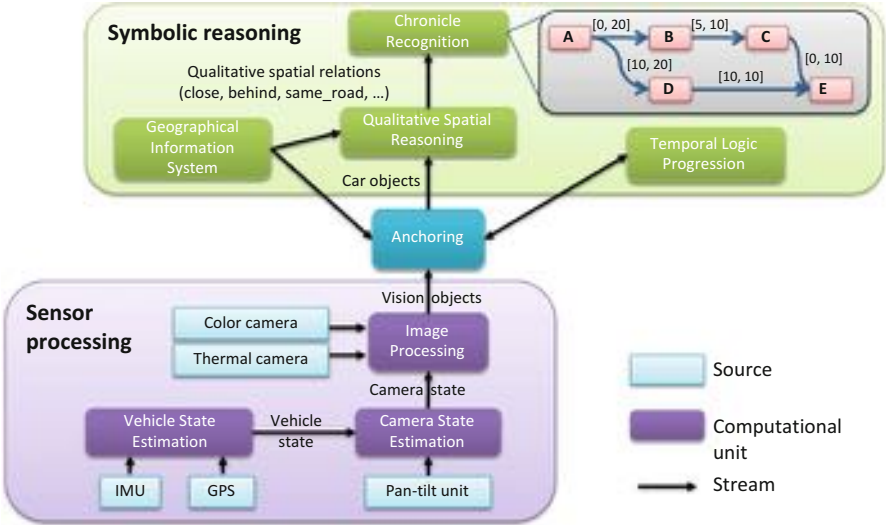 Symbolic reasoning
Chronicle
Recognition
[0, 20]
[5, 10]
A
B
C
[10, 20]
[10, 10]
[0, 10]
D
E
Qualitative spatial relations
(close, behind, same_road, ...)
Geographical
Information
System
Qualitative Spatial
Reasoning
Temporal Logic
Progression
Car objects
Anchoring
Vision objects
Sensor
processing
Color camera
Thermal camera
Image
Processing
Camera state
Vehicle State
Estimation
Vehicle
state
Camera State
Estimation
IMU
GPS
Pan-tilt unit
Source
Computational
unit
Stream